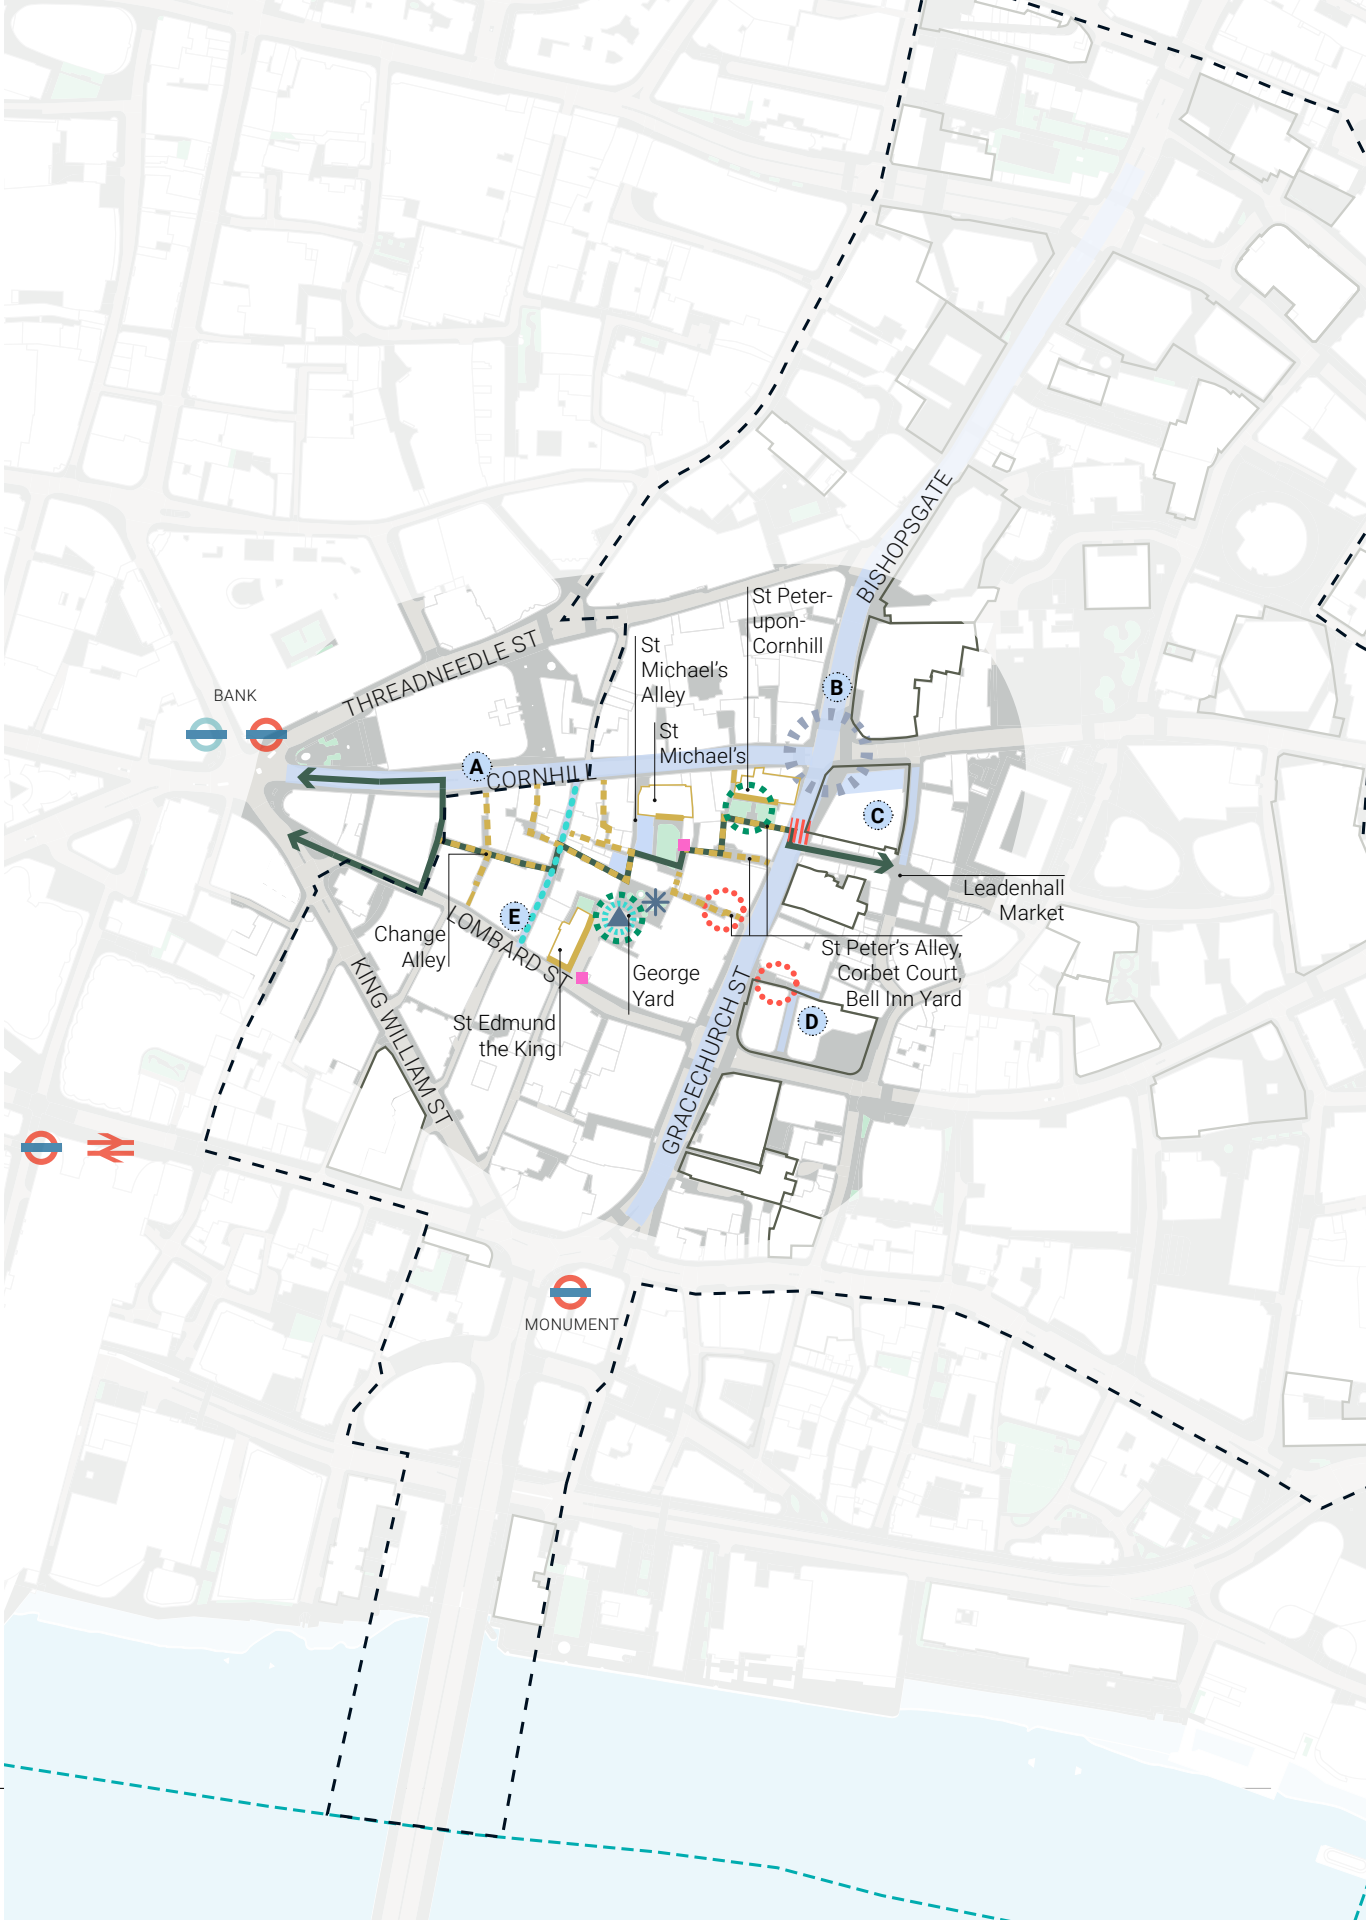 BISHOPSGATE
St Peter-
upon-
Cornhill
THREADNEEDLE ST
St
Michael's
Alley
B
BANK
St
Michael's
A
CORNHILL
C
Leadenhall
Market
E
LOMBARD ST
Change
Alley
St Peter's Alley,
Corbet Court,
Bell Inn Yard
George
Yard
KING WILLIAM ST
GRACECHURCH ST
D
St Edmund
the King
MONUMENT